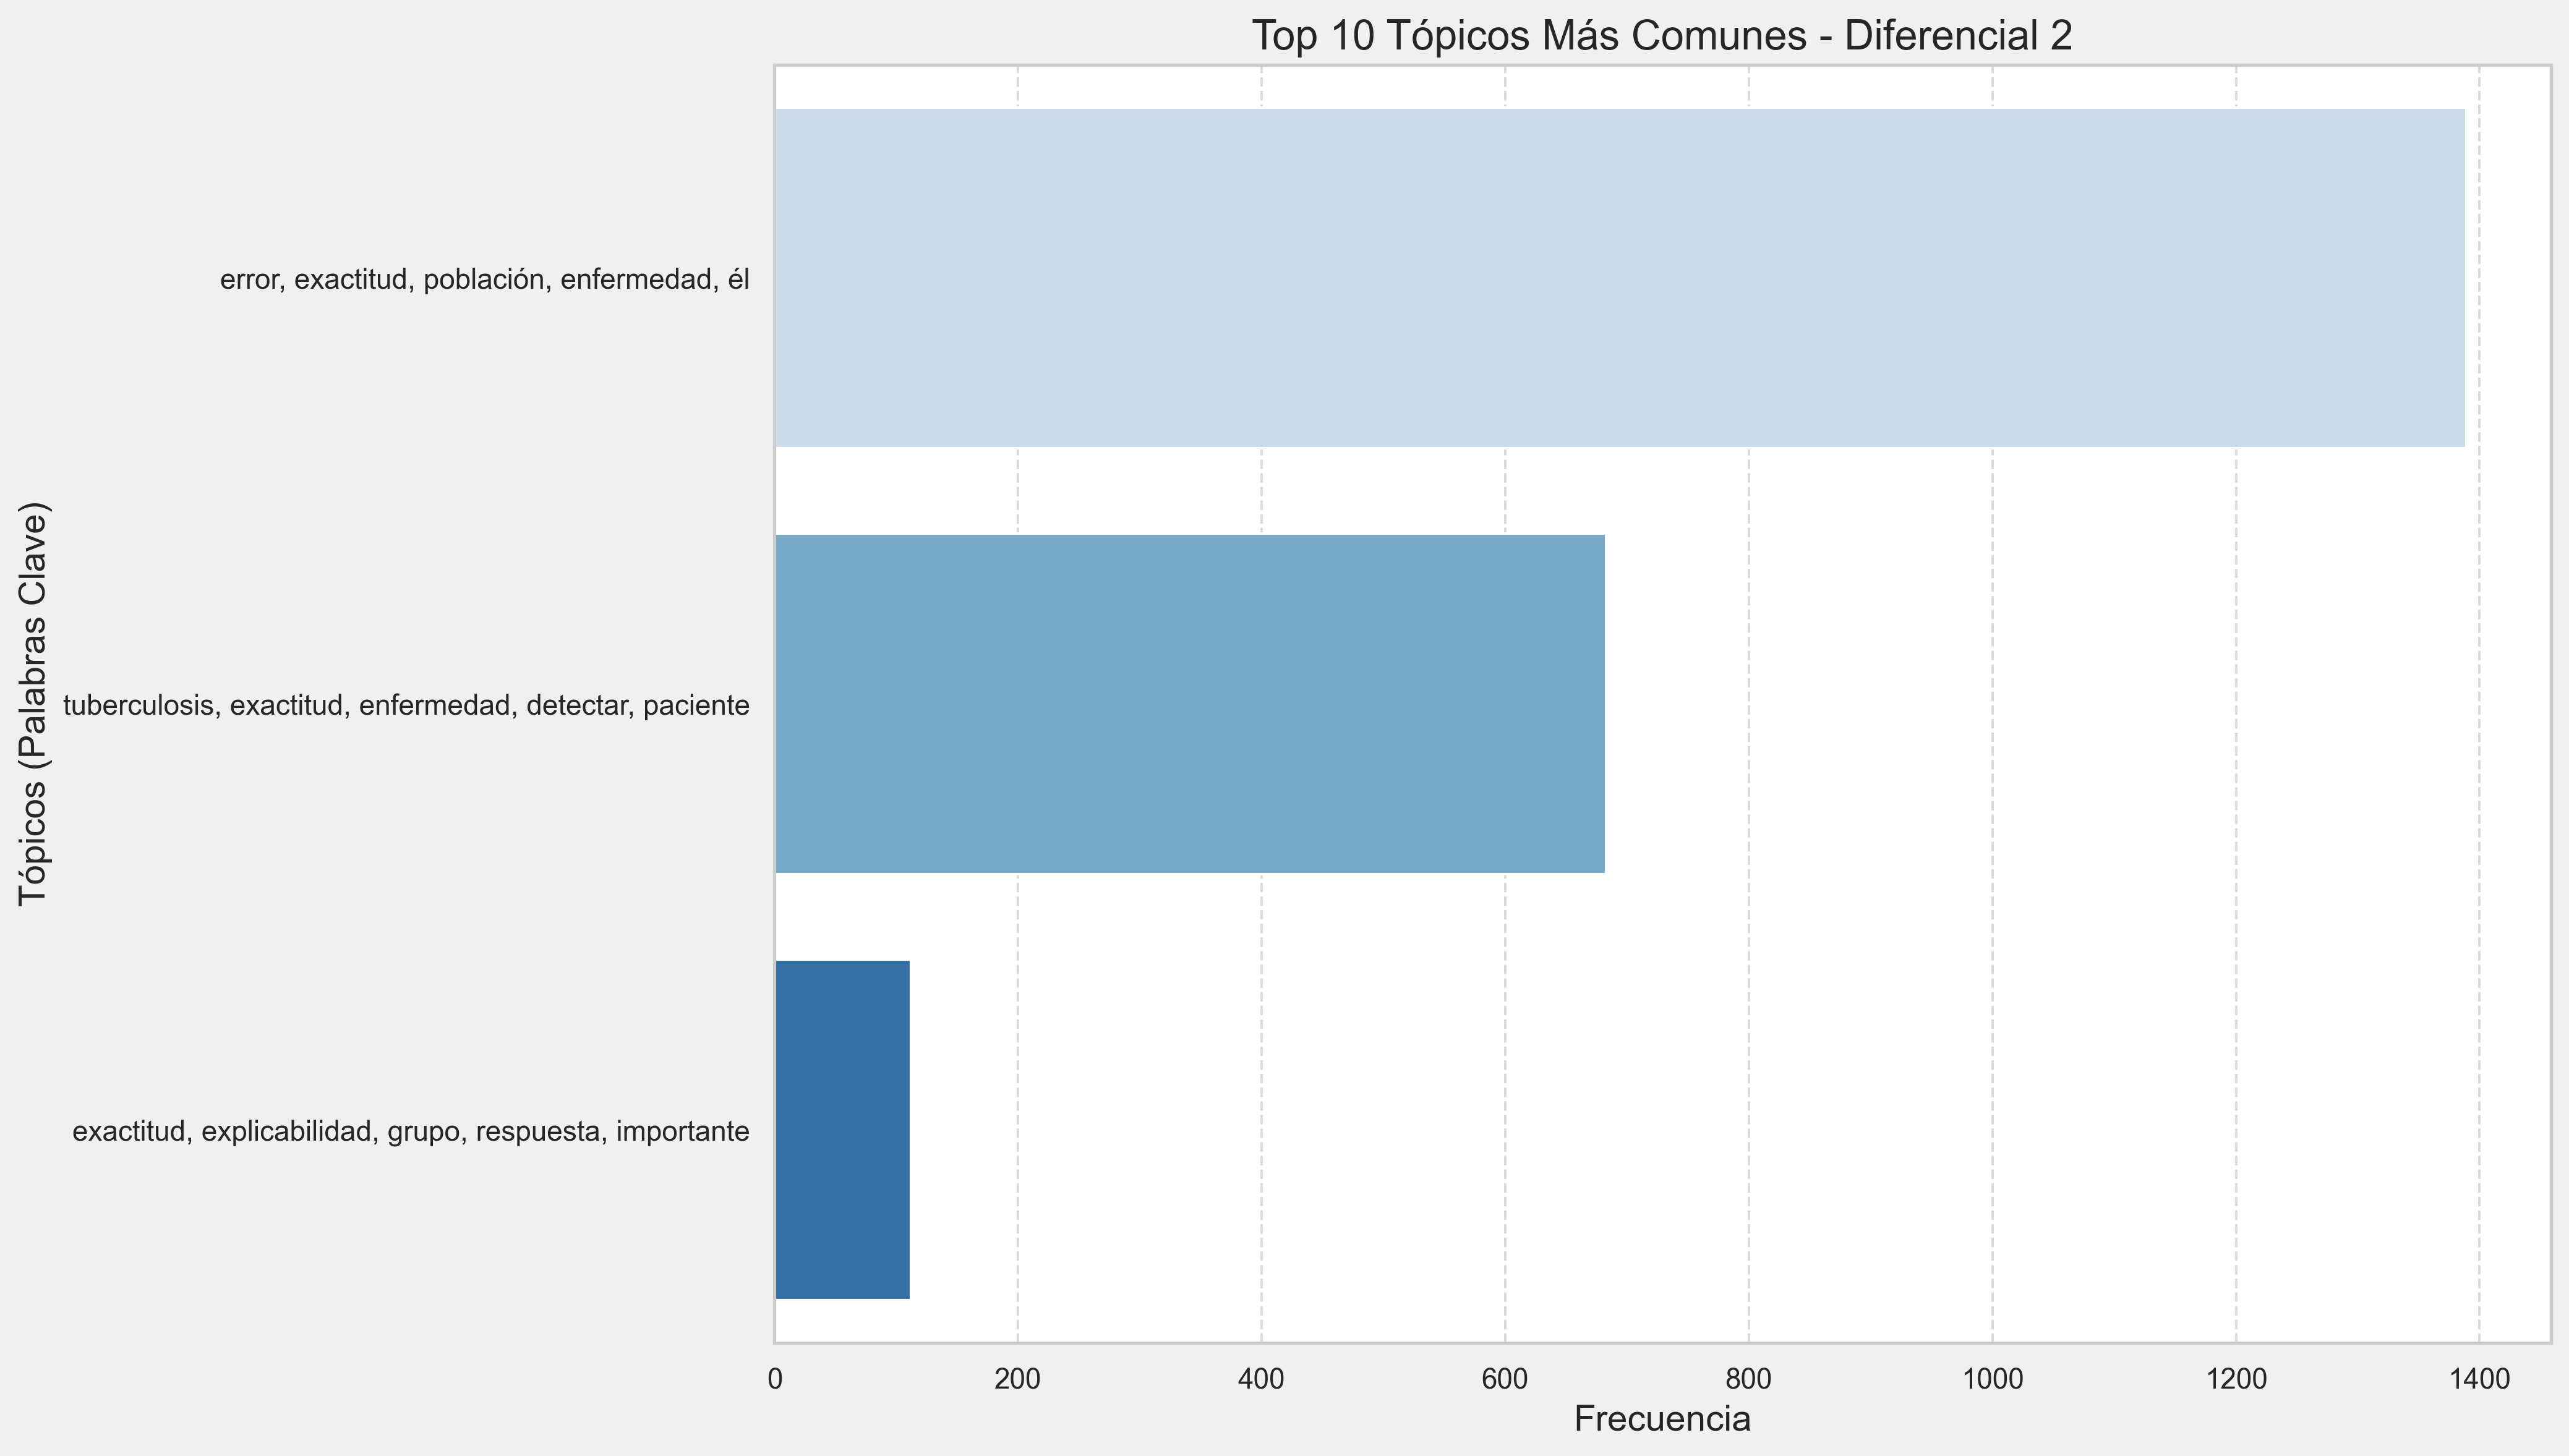 Top 10 Tópicos Más Comunes - Diferencial 2
Tópicos (Palabras Clave)
error, exactitud, población, enfermedad, él
tuberculosis, exactitud, enfermedad, detectar, paciente
exactitud, explicabilidad, grupo, respuesta, importante
0 200 400 600 800 1000 1200 1400
Frecuencia